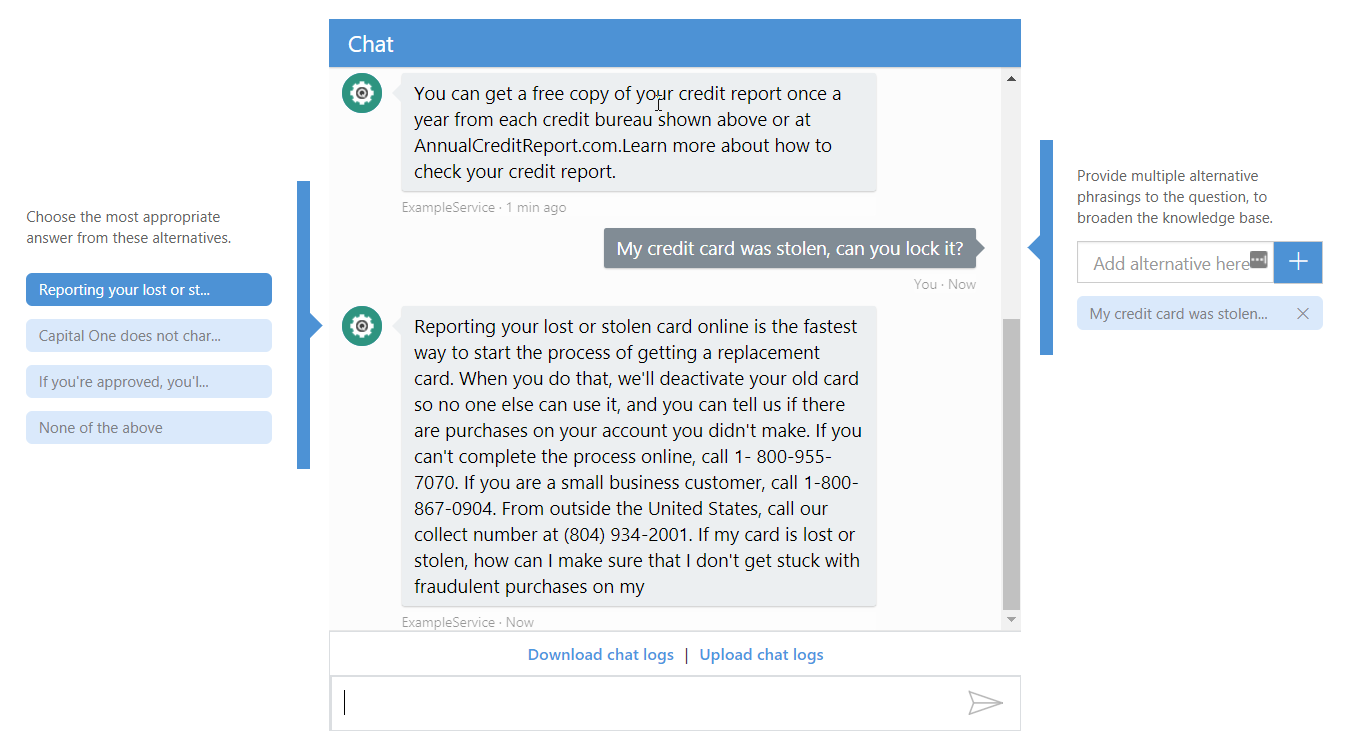 Chat
You can get a free copy of your credit report once a
year from each credit bureau shown above or at
AnnualCreditReport.com.Learn more about how to
check your credit report.
ExampleService · 1 min ago
My credit card was stolen, can you lock it?
You · Now
Reporting your lost or stolen card online is the fastest
way to start the process of getting a replacement
card. When you do that, we'll deactivate your old card
so no one else can use it, and you can tell us if there
are purchases on your account you didn't make. If you
can't complete the process online, call 1- 800-955-
7070. If you are a small business customer, call 1-800-
867-0904. From outside the United States, call our
collect number at (804) 934-2001. If my card is lost or
stolen, how can I make sure that I don't get stuck with
fraudulent purchases on my
ExampleService · Now
Download chat logs | Upload chat logs
Choose the most appropriate
answer from these alternatives.
Reporting your lost or st...
Capital One does not char...
If you're approved, you'l...
None of the above
Provide multiple alternative
phrasings to the question, to
broaden the knowledge base.
Add alternative here
My credit card was stolen...